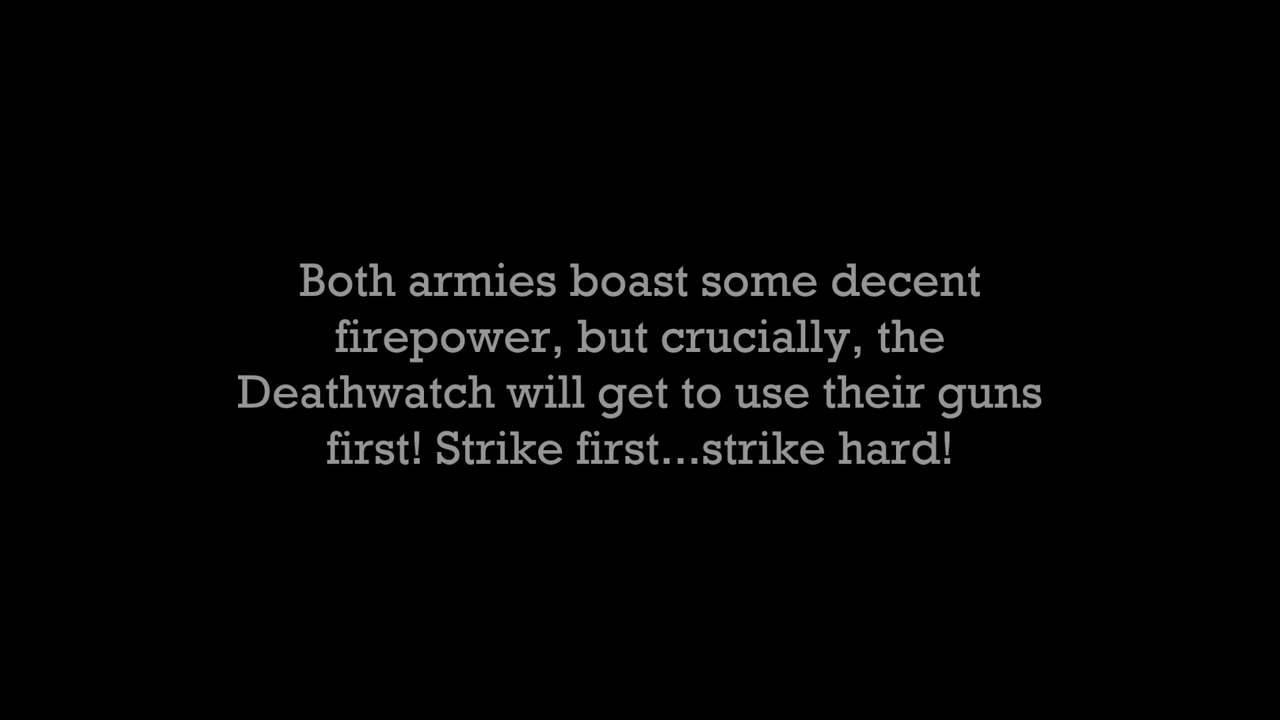 Both armies boast some decent
firepower, but crucially, the
Deathwatch will get to use their guns
first! Strike first...strike hard!